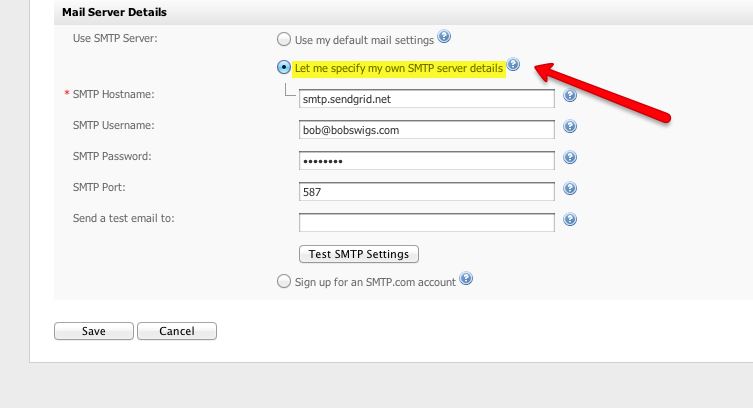 Mail Server Details
Use SMTP Server:
Use my default mail settings ?
Let me specify my own SMTP server details ?
* SMTP Hostname: smtp.sendgrid.net ?
SMTP Username: bob@bobswigs.com ?
SMTP Password: •••••••• ?
SMTP Port: 587 ?
Send a test email to: ?
Test SMTP Settings
Sign up for an SMTP.com account ?
Save Cancel